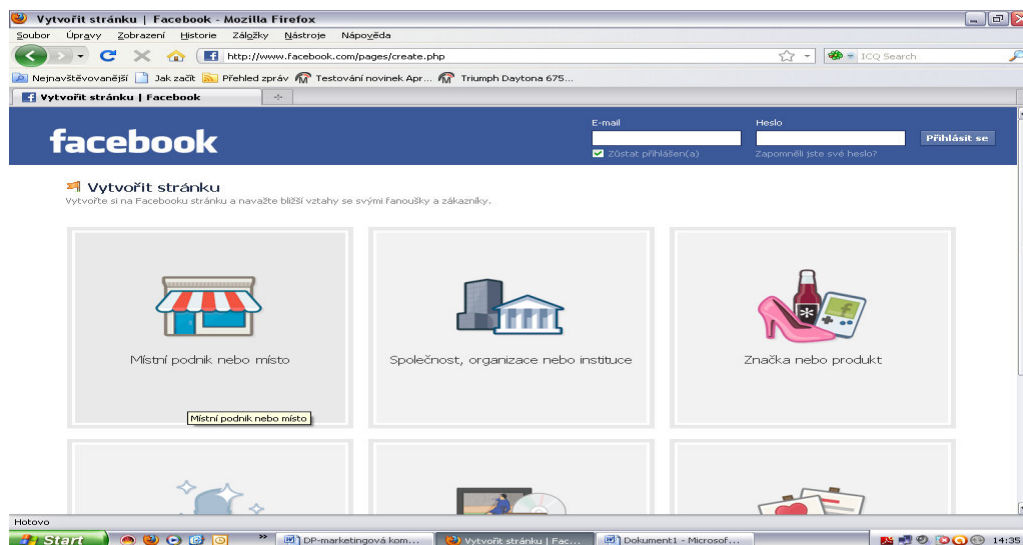 Vytvořit stránku | Facebook - Mozilla Firefox
Soubor Úpravy Zobrazení Historie Záložky Nástroje Nápověda
http://www.facebook.com/pages/create.php ICQ Search
Nejnavštěvovanější Jak začít Přehled zpráv Testování novinek Apr... Triumph Daytona 675...
Vytvořit stránku | Facebook
E-mail Heslo
facebook Přihlásit se
Zůstat přihlášen(a) Zapomněli jste své heslo?
Vytvořit stránku
Vytvořte si na Facebooku stránku a navažte bližší vztahy se svými fanoušky a zákazníky.
Místní podnik nebo místo Společnost, organizace nebo instituce Značka nebo produkt
Místní podnik nebo místo
Hotovo
Start » DP-marketingová kom... Vytvořit stránku | Fac... Dokument1 - Microsof... 14:35